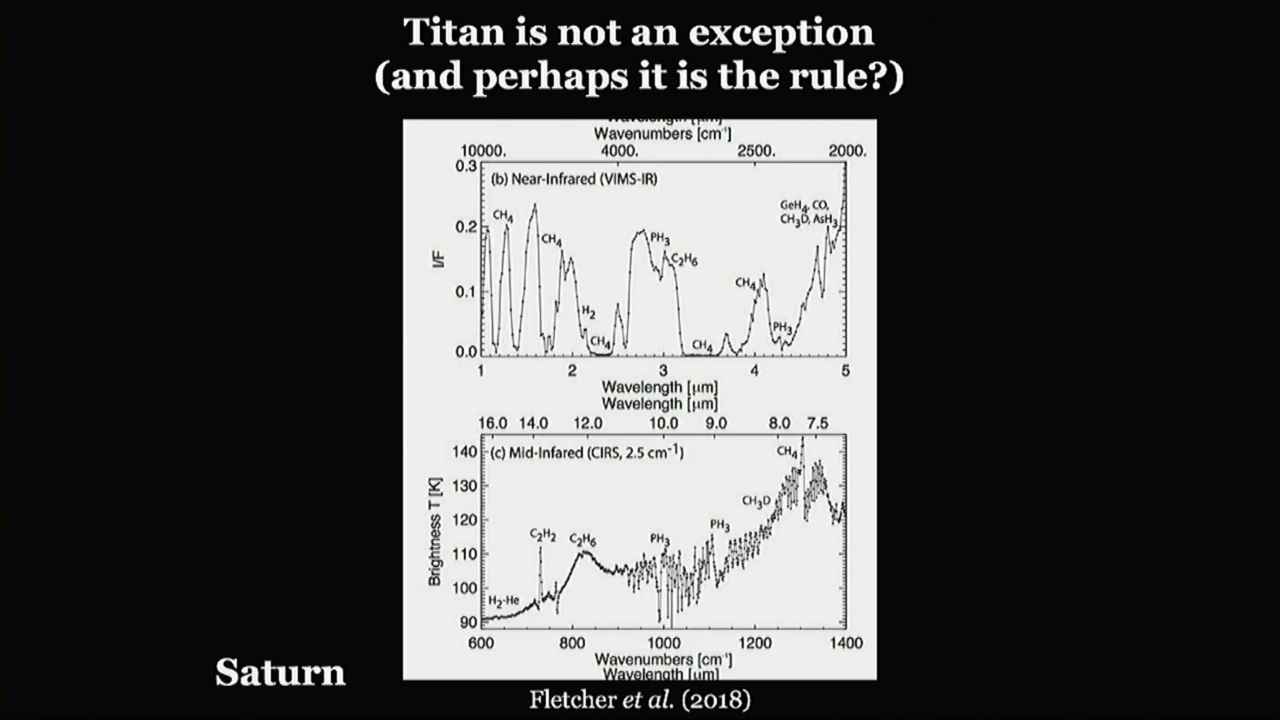 Titan is not an exception
(and perhaps it is the rule?)
Wavelength [μm]
Wavenumbers [cm⁻¹]
10000. 4000. 2500. 2000.
0.3
(b) Near-Infrared (VIMS-IR)
GeH₄, CO,
CH₃D, AsH₃
CH₄
0.2
CH₄
PH₃
C₂H₆
I/F
CH₄
0.1
H₂
PH₃
CH₄
CH₄
0.0
1 2 3 4 5
Wavelength [μm]
Wavelength [μm]
16.0 14.0 12.0 10.0 9.0 8.0 7.5
140
(c) Mid-Infared (CIRS, 2.5 cm⁻¹)
CH₄
130
CH₃D
120
PH₃
C₂H₂
C₂H₆
PH₃
Brightness T [K]
110
100
H₂-He
90
600 800 1000 1200 1400
Wavenumbers [cm⁻¹]
Wavelength [μm]
Saturn
Fletcher et al. (2018)